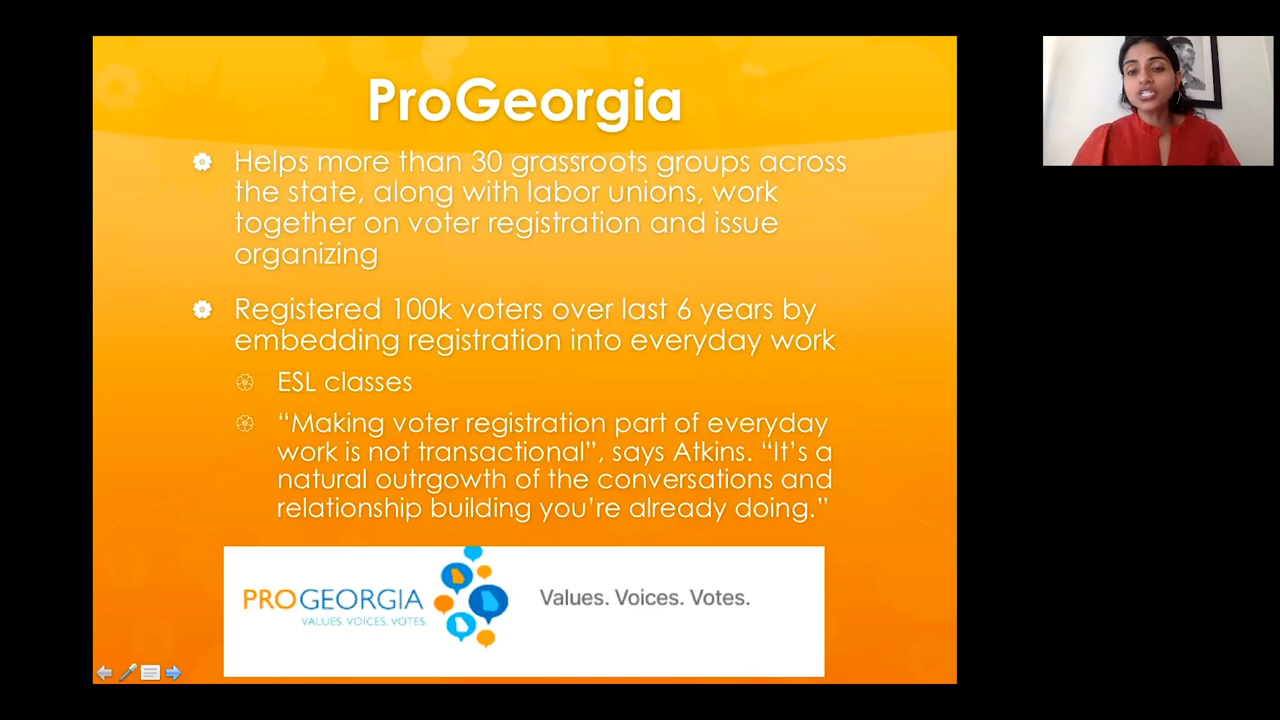 ProGeorgia
Helps more than 30 grassroots groups across
the state, along with labor unions, work
together on voter registration and issue
organizing
Registered 100k voters over last 6 years by
embedding registration into everyday work
ESL classes
“Making voter registration part of everyday
work is not transactional”, says Atkins. “It’s a
natural outrgowth of the conversations and
relationship building you’re already doing.”
PROGEORGIA
VALUES. VOICES. VOTES.
Values. Voices. Votes.